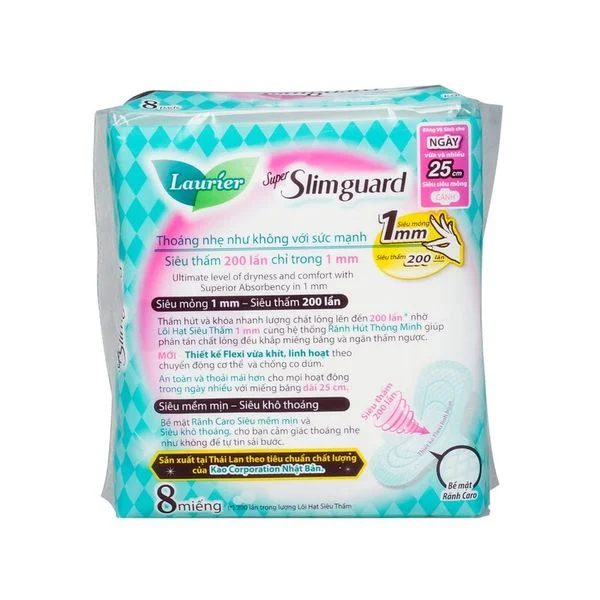 8 miếng
Laurier
Super Slimguard
Băng Vệ Sinh cho
NGÀY
vừa và nhiều
25cm
Siêu siêu mỏng
CÁNH
Siêu mỏng
1mm
Siêu thấm 200 lần
Thoáng nhẹ như không với sức mạnh
Siêu thấm 200 lần chỉ trong 1 mm
Ultimate level of dryness and comfort with
Superior Absorbency in 1 mm
Siêu mỏng 1 mm – Siêu thấm 200 lần
Thấm hút và khóa nhanh lượng chất lỏng lên đến 200 lần* nhờ
Lõi Hạt Siêu Thấm 1 mm cùng hệ thống Rãnh Hút Thông Minh giúp
phân tán chất lỏng đều khắp miếng băng và ngăn thấm ngược.
MỚI - Thiết kế Flexi vừa khít, linh hoạt theo
chuyển động cơ thể và chống co dúm.
An toàn và thoải mái hơn cho mọi hoạt động
trong ngày nhiều với miếng băng dài 25 cm.
Siêu mềm mịn – Siêu khô thoáng
Bề mặt Rãnh Caro Siêu mềm mịn và
Siêu khô thoáng, cho bạn cảm giác thoáng nhẹ
như không để tự tin sải bước.
Siêu thấm
200 lần
Thiết kế Flexi linh hoạt
Bề mặt
Rãnh Caro
Sản xuất tại Thái Lan theo tiêu chuẩn chất lượng
của Kao Corporation Nhật Bản.
8 miếng
(*) 200 lần trọng lượng Lõi Hạt Siêu Thấm